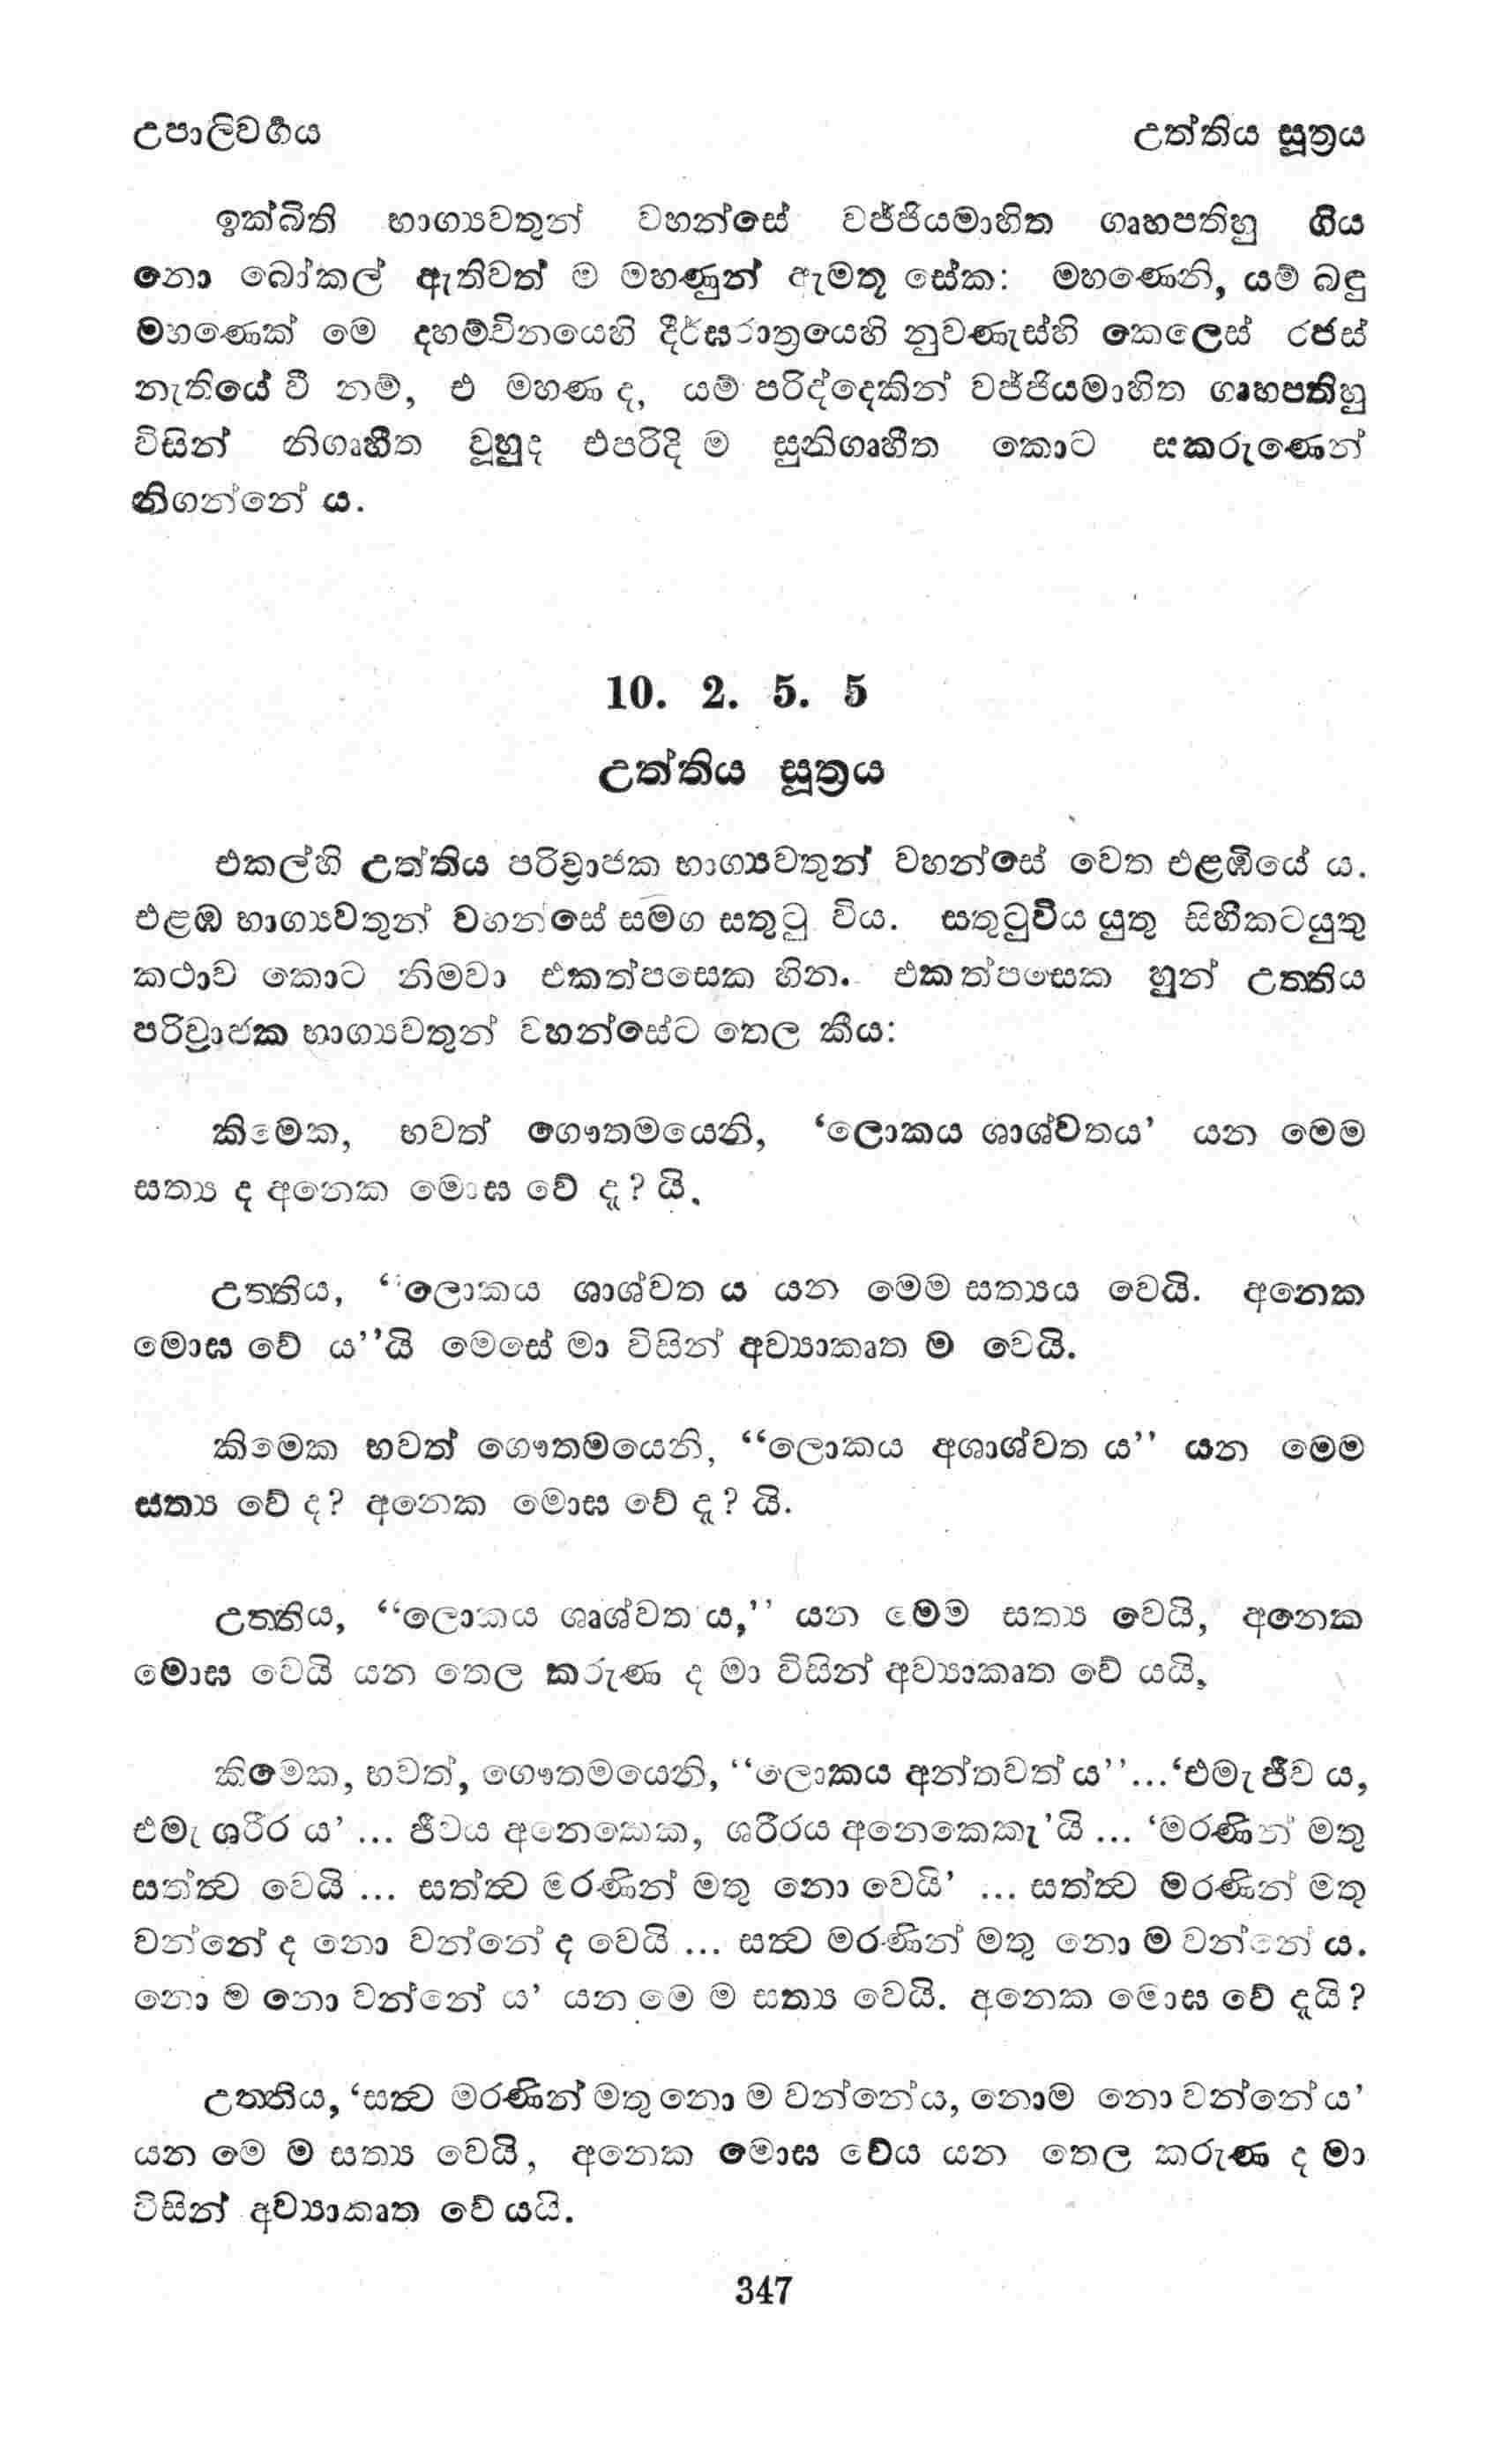 උපාලිවර්‍ගය
උත්තිය සූත්‍රය
ඉක්බිති භාග්‍යවතුන් වහන්සේ වජ්ජියමාහිත ගෘහපතිහු ගිය
නො බෝකල් ඇතිවත් ම මහණුන් ඇමතූ සේක: මහණෙනි, යම් බඳු
මහණෙක් මෙ දහම්විනයෙහි දීර්ඝරාත්‍රයෙහි නුවණැස්හි කෙලෙස් රජස්
නැතියේ වී නම්, එ මහණ ද, යම් පරිද්දෙකින් වජ්ජියමාහිත ගෘහපතිහු
විසින් නිගෘහීත වූහුද එපරිදි ම සුනිගෘහීත කොට සකරුණෙන්
නිගන්නේ ය.
10. 2. 5. 5
උත්තිය සූත්‍රය
එකල්හි උත්තිය පරිව්‍රාජක භාග්‍යවතුන් වහන්සේ වෙත එළඹියේ ය.
එළඹ භාග්‍යවතුන් වහන්සේ සමග සතුටු විය. සතුටුවිය යුතු සිහිකටයුතු
කථාව කොට නිමවා එකත්පසෙක හින. එකත්පසෙක හුන් උත්‍තිය
පරිව්‍රාජක භාග්‍යවතුන් වහන්සේට තෙල කීය:
කිමෙක, භවත් ගෞතමයෙනි, ‘ලොකය ශාශ්වතය’ යන මෙම
සත්‍ය ද අනෙක මොඝ වේ දැ? යි.
උත්‍තිය, “ලොකය ශාශ්වත ය යන මෙම සත්‍යය වෙයි. අනෙක
මොඝ වේ ය’’යි මෙසේ මා විසින් අව්‍යාකෘත ම වෙයි.
කිමෙක භවත් ගෞතමයෙනි, “ලොකය අශාශ්වත ය’’ යන මෙම
සත්‍ය වේ ද? අනෙක මොඝ වේ දැ? යි.
උත්‍තිය, “ලොකය ශෘශ්වත ය,’’ යන මෙම සත්‍ය වෙයි, අනෙක
මොඝ වෙයි යන තෙල කරුණ ද මා විසින් අව්‍යාකෘත වේ යයි,
කිමෙක, භවත්, ගෞතමයෙනි, “ලොකය අන්තවත් ය’’...‘එමැ ජීව ය,
එමැ ශරීර ය’ ... ජීවය අනෙකෙක, ශරීරය අනෙකෙකැ’යි ... ‘මරණින් මතු
සත්ත්‍ව වෙයි ... සත්ත්‍ව මරණින් මතු නො වෙයි’ ... සත්ත්‍ව මරණින් මතු
වන්නේ ද නො වන්නේ ද වෙයි ... සත්‍ව මරණින් මතු නො ම වන්නේ ය.
නො ම නො වන්නේ ය’ යන මෙ ම සත්‍ය වෙයි. අනෙක මොඝ වේ දැයි?
උත්‍තිය, ‘සත්‍ව මරණින් මතු නො ම වන්නේය, නොම නො වන්නේ ය’
යන මෙ ම සත්‍ය වෙයි, අනෙක මොඝ වේය යන තෙල කරුණ ද මා
විසින් අව්‍යාකෘත වේ යයි.
347